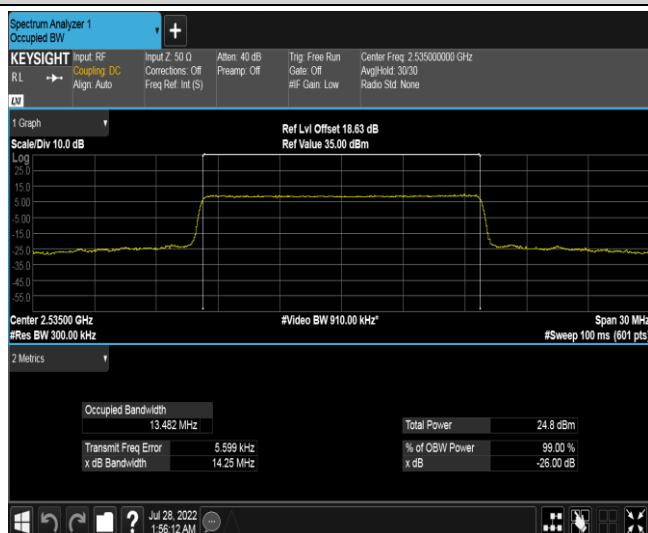 Spectrum Analyzer 1
Occupied BW
+
KEYSIGHT
R L
LXI
Input: RF
Coupling: DC
Align: Auto
Input Z: 50 Ω
Corrections: Off
Freq Ref: Int (S)
Atten: 40 dB
Preamp: Off
Trig: Free Run
Gate: Off
#IF Gain: Low
Center Freq: 2.535000000 GHz
Avg|Hold: 30/30
Radio Std: None
1 Graph
Scale/Div 10.0 dB
Ref Lvl Offset 18.63 dB
Ref Value 35.00 dBm
Log
25.0
15.0
5.00
-5.00
-15.0
-25.0
-35.0
-45.0
-55.0
Center 2.53500 GHz
#Res BW 300.00 kHz
#Video BW 910.00 kHz*
Span 30 MHz
#Sweep 100 ms (601 pts)
2 Metrics
Occupied Bandwidth
13.482 MHz
Transmit Freq Error 5.599 kHz
x dB Bandwidth 14.25 MHz
Total Power 24.8 dBm
% of OBW Power 99.00 %
x dB -26.00 dB
?
Jul 28, 2022
1:56:12 AM